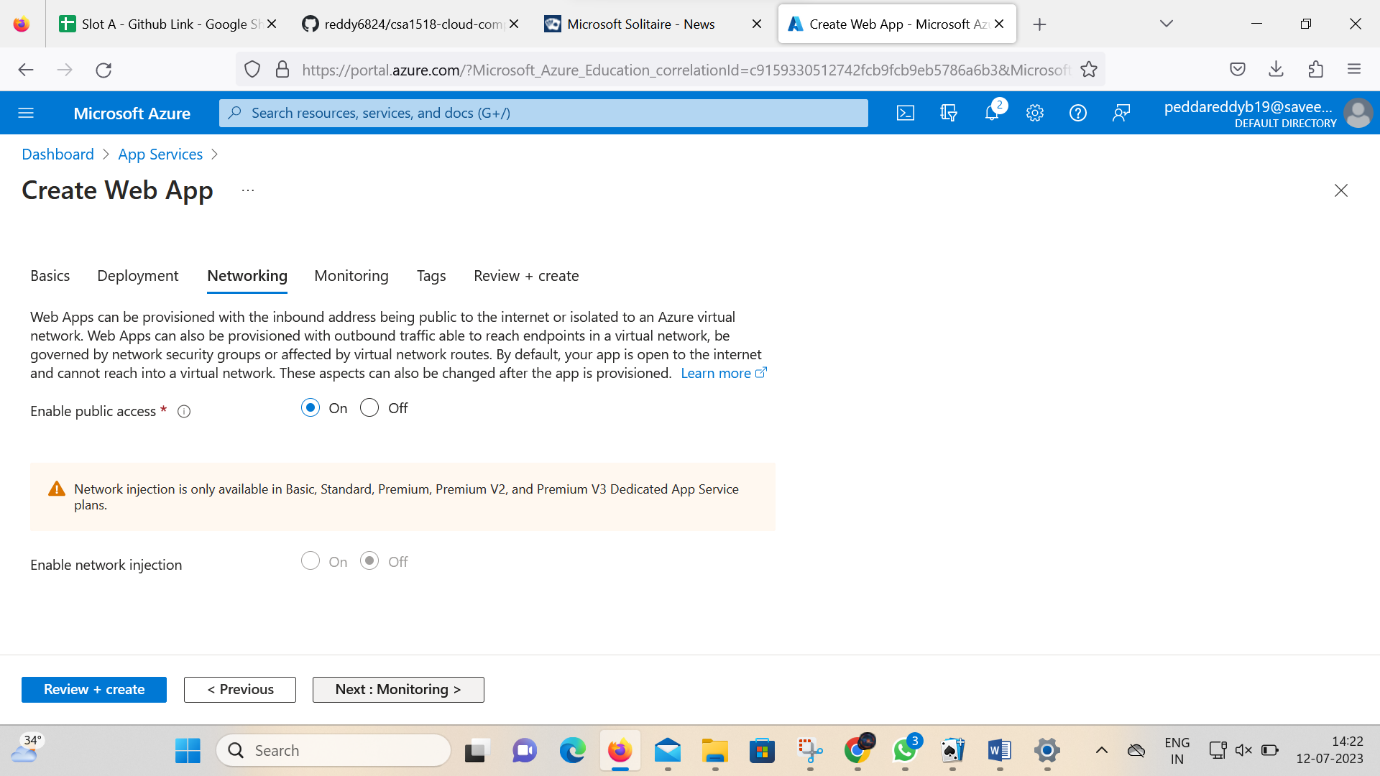 Slot A - Github Link - Google Sh
reddy6824/csa1518-cloud-com
Microsoft Solitaire - News
Create Web App - Microsoft Az
https://portal.azure.com/?Microsoft_Azure_Education_correlationId=c9159330512742fcb9fcb9eb5786a6b3&Microsoft
Microsoft Azure
Search resources, services, and docs (G+/)
2
peddareddyb19@savee...
DEFAULT DIRECTORY
Dashboard > App Services >
Create Web App ...
Basics Deployment Networking Monitoring Tags Review + create
Web Apps can be provisioned with the inbound address being public to the internet or isolated to an Azure virtual
network. Web Apps can also be provisioned with outbound traffic able to reach endpoints in a virtual network, be
governed by network security groups or affected by virtual network routes. By default, your app is open to the internet
and cannot reach into a virtual network. These aspects can also be changed after the app is provisioned. Learn more
Enable public access * On Off
Network injection is only available in Basic, Standard, Premium, Premium V2, and Premium V3 Dedicated App Service
plans.
Enable network injection On Off
Review + create < Previous Next : Monitoring >
34°
Search
3
ENG
IN
14:22
12-07-2023